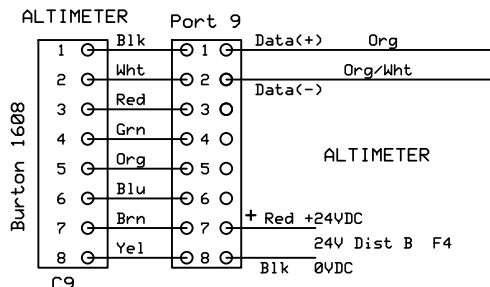 ALTIMETER
Port 9
Burton 1608
1 Blk 1 Data(+) Org
2 Wht 2 Data(-) Org/Wht
3 Red 3
4 Grn 4
5 Org 5
ALTIMETER
6 Blu 6
7 Brn 7 + Red +24VDC
24V Dist B F4
8 Yel 8 Blk 0VDC
C9